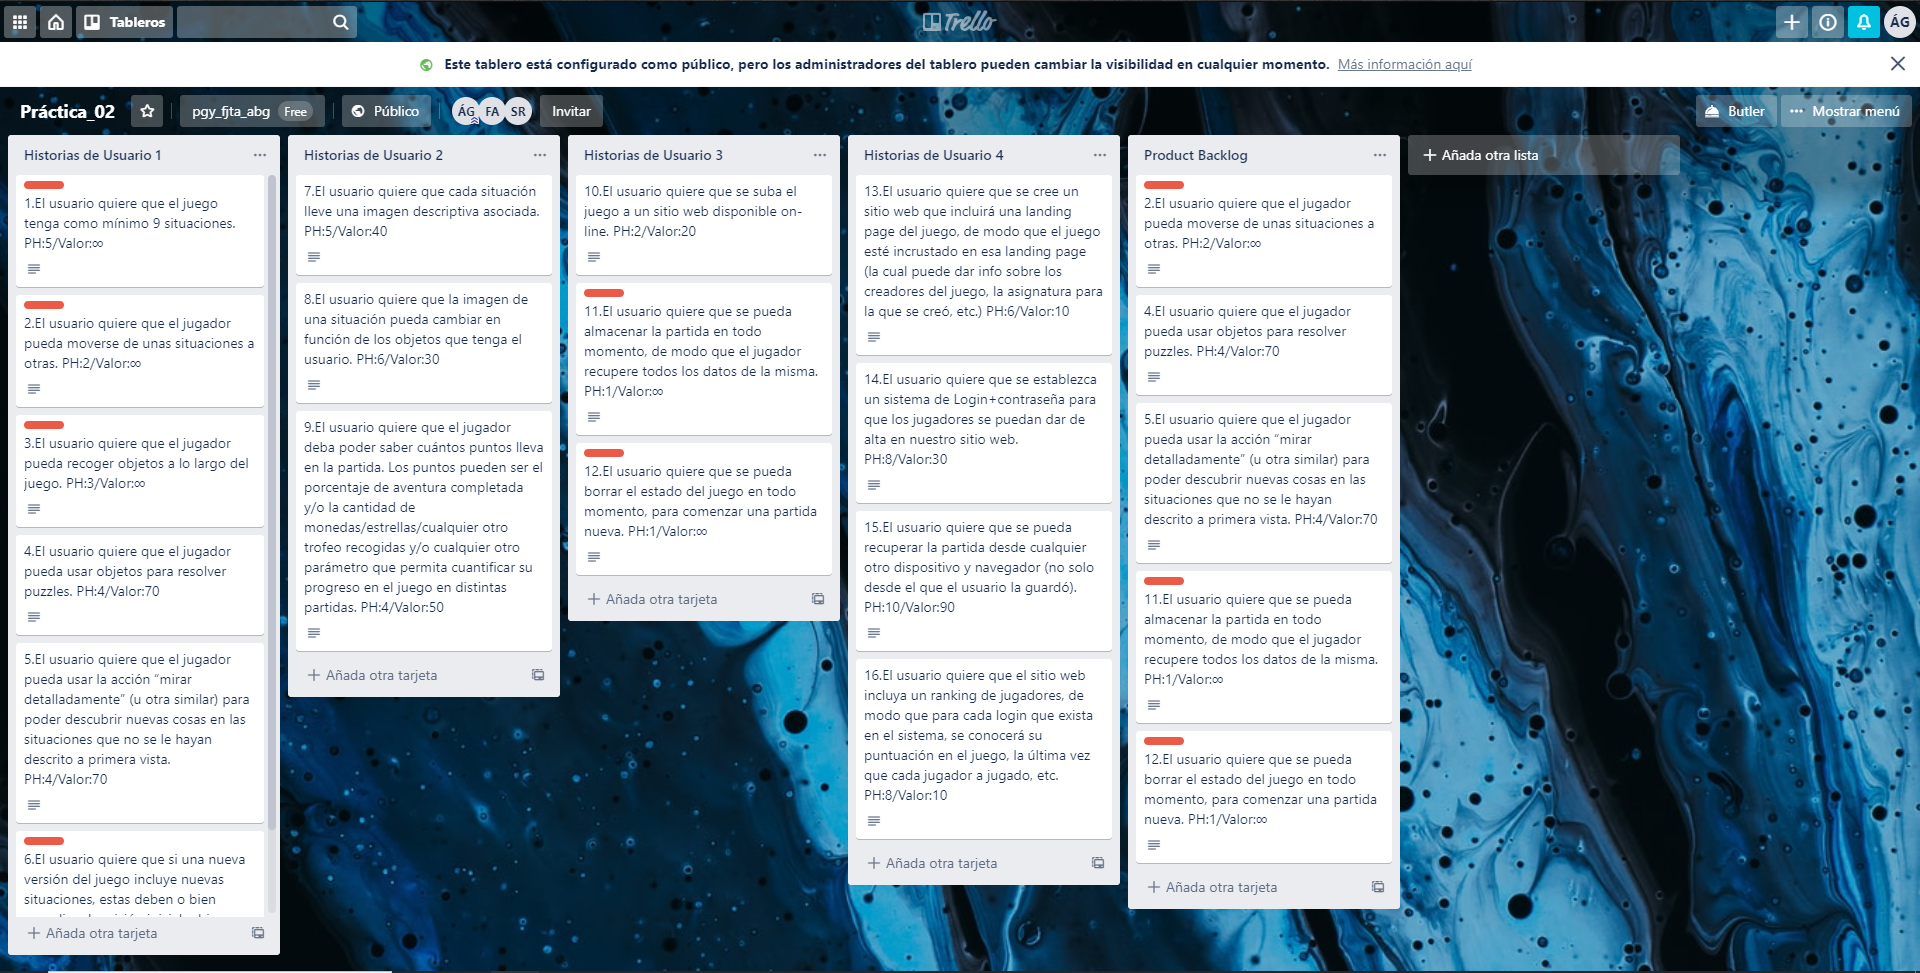 Tableros
Trello
ÁG
Este tablero está configurado como público, pero los administradores del tablero pueden cambiar la visibilidad en cualquier momento. Más información aquí
Práctica_02
pgy_fjta_abg Free
Público
ÁG FA SR
Invitar
Butler
Mostrar menú
Historias de Usuario 1
1.El usuario quiere que el juego
tenga como mínimo 9 situaciones.
PH:5/Valor:∞
2.El usuario quiere que el jugador
pueda moverse de unas situaciones a
otras. PH:2/Valor:∞
3.El usuario quiere que el jugador
pueda recoger objetos a lo largo del
juego. PH:3/Valor:∞
4.El usuario quiere que el jugador
pueda usar objetos para resolver
puzzles. PH:4/Valor:70
5.El usuario quiere que el jugador
pueda usar la acción “mirar
detalladamente” (u otra similar) para
poder descubrir nuevas cosas en las
situaciones que no se le hayan
descrito a primera vista.
PH:4/Valor:70
6.El usuario quiere que si una nueva
versión del juego incluye nuevas
situaciones, estas deben o bien
Añada otra tarjeta
Historias de Usuario 2
7.El usuario quiere que cada situación
lleve una imagen descriptiva asociada.
PH:5/Valor:40
8.El usuario quiere que la imagen de
una situación pueda cambiar en
función de los objetos que tenga el
usuario. PH:6/Valor:30
9.El usuario quiere que el jugador
deba poder saber cuántos puntos lleva
en la partida. Los puntos pueden ser el
porcentaje de aventura completada
y/o la cantidad de
monedas/estrellas/cualquier otro
trofeo recogidas y/o cualquier otro
parámetro que permita cuantificar su
progreso en el juego en distintas
partidas. PH:4/Valor:50
Añada otra tarjeta
Historias de Usuario 3
10.El usuario quiere que se suba el
juego a un sitio web disponible on-
line. PH:2/Valor:20
11.El usuario quiere que se pueda
almacenar la partida en todo
momento, de modo que el jugador
recupere todos los datos de la misma.
PH:1/Valor:∞
12.El usuario quiere que se pueda
borrar el estado del juego en todo
momento, para comenzar una partida
nueva. PH:1/Valor:∞
Añada otra tarjeta
Historias de Usuario 4
13.El usuario quiere que se cree un
sitio web que incluirá una landing
page del juego, de modo que el juego
esté incrustado en esa landing page
(la cual puede dar info sobre los
creadores del juego, la asignatura para
la que se creó, etc.) PH:6/Valor:10
14.El usuario quiere que se establezca
un sistema de Login+contraseña para
que los jugadores se puedan dar de
alta en nuestro sitio web.
PH:8/Valor:30
15.El usuario quiere que se pueda
recuperar la partida desde cualquier
otro dispositivo y navegador (no solo
desde el que el usuario la guardó).
PH:10/Valor:90
16.El usuario quiere que el sitio web
incluya un ranking de jugadores, de
modo que para cada login que exista
en el sistema, se conocerá su
puntuación en el juego, la última vez
que cada jugador a jugado, etc.
PH:8/Valor:10
Añada otra tarjeta
Product Backlog
2.El usuario quiere que el jugador
pueda moverse de unas situaciones a
otras. PH:2/Valor:∞
4.El usuario quiere que el jugador
pueda usar objetos para resolver
puzzles. PH:4/Valor:70
5.El usuario quiere que el jugador
pueda usar la acción “mirar
detalladamente” (u otra similar) para
poder descubrir nuevas cosas en las
situaciones que no se le hayan
descrito a primera vista. PH:4/Valor:70
11.El usuario quiere que se pueda
almacenar la partida en todo
momento, de modo que el jugador
recupere todos los datos de la misma.
PH:1/Valor:∞
12.El usuario quiere que se pueda
borrar el estado del juego en todo
momento, para comenzar una partida
nueva. PH:1/Valor:∞
Añada otra tarjeta
Añada otra lista